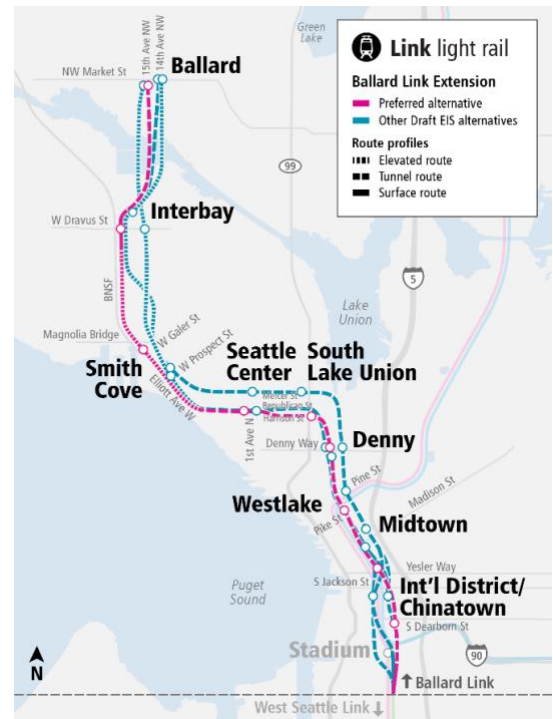 Green
Lake
Link light rail
Ballard Link Extension
Preferred alternative
Other Draft EIS alternatives
Route profiles
Elevated route
Tunnel route
Surface route
15th Ave NW
14th Ave NW
NW Market St
Ballard
99
W Dravus St
Interbay
BNSF
5
Lake
Union
Magnolia Bridge
W Galer St
W Prospect St
Smith
Cove
Elliott Ave W
Seattle
Center
South
Lake Union
Mercer St
Republican St
Harrison St
1st Ave N
Denny Way
Denny
Pine St
Madison St
Westlake
Pike St
Midtown
Yesler Way
Puget
Sound
S Jackson St
Int'l District/
Chinatown
S Dearborn St
Stadium
90
N
Ballard Link
West Seattle Link